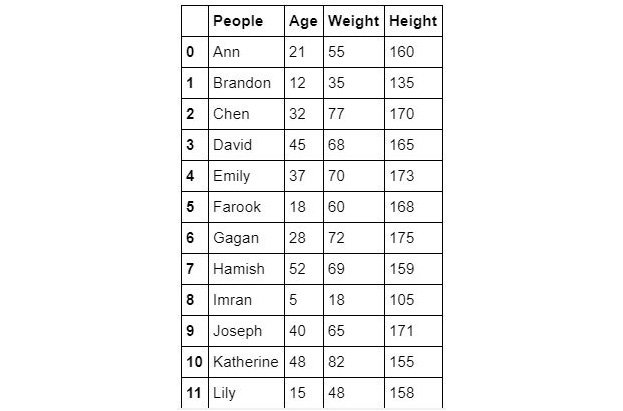 People Age Weight Height
0 Ann 21 55 160
1 Brandon 12 35 135
2 Chen 32 77 170
3 David 45 68 165
4 Emily 37 70 173
5 Farook 18 60 168
6 Gagan 28 72 175
7 Hamish 52 69 159
8 Imran 5 18 105
9 Joseph 40 65 171
10 Katherine 48 82 155
11 Lily 15 48 158